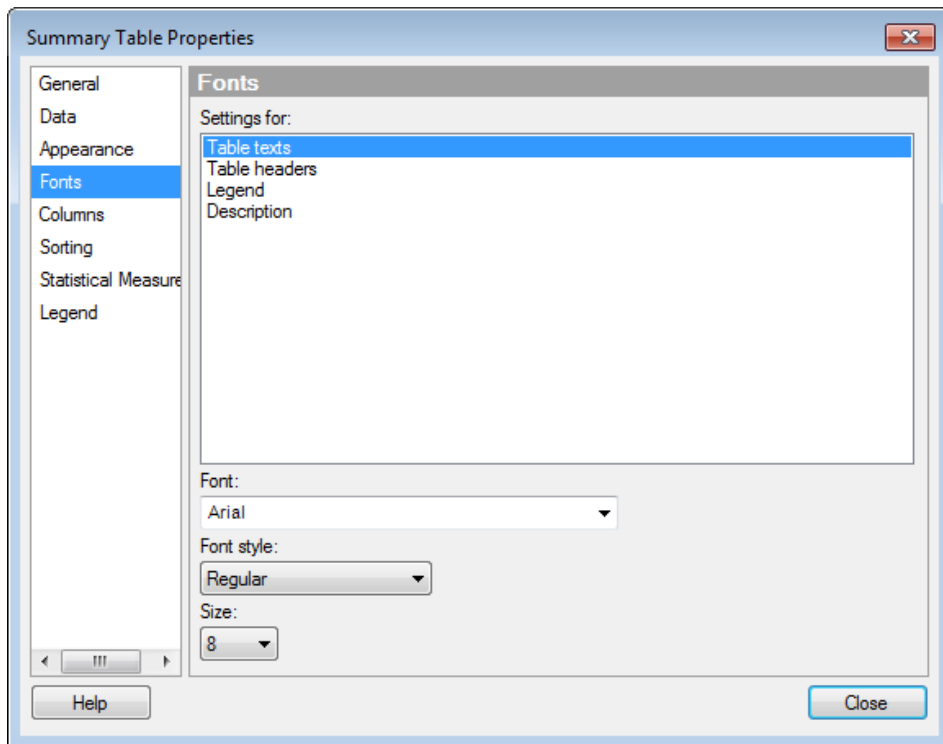 Summary Table Properties
General
Data
Appearance
Fonts
Columns
Sorting
Statistical Measure
Legend
Fonts
Settings for:
Table texts
Table headers
Legend
Description
Font:
Arial
Font style:
Regular
Size:
8
Help
Close